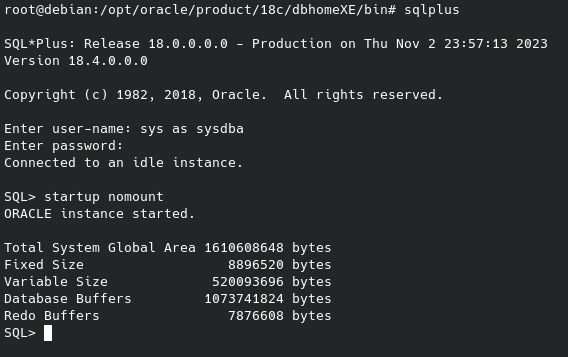 root@debian:/opt/oracle/product/18c/dbhomeXE/bin# sqlplus
SQL*Plus: Release 18.0.0.0.0 - Production on Thu Nov 2 23:57:13 2023
Version 18.4.0.0.0
Copyright (c) 1982, 2018, Oracle.  All rights reserved.
Enter user-name: sys as sysdba
Enter password:
Connected to an idle instance.
SQL> startup nomount
ORACLE instance started.
Total System Global Area 1610608648 bytes
Fixed Size                  8896520 bytes
Variable Size             520093696 bytes
Database Buffers         1073741824 bytes
Redo Buffers                7876608 bytes
SQL>